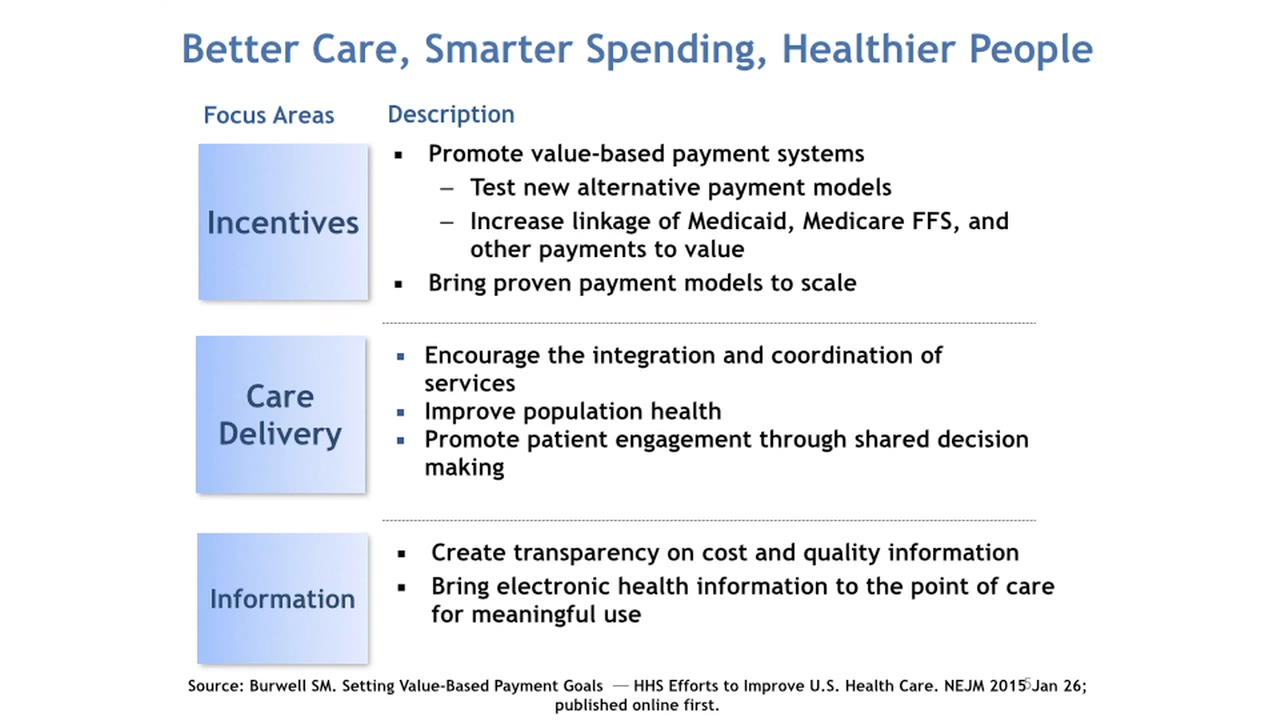 Better Care, Smarter Spending, Healthier People
Focus Areas
Description
Incentives
▪ Promote value-based payment systems
– Test new alternative payment models
– Increase linkage of Medicaid, Medicare FFS, and
other payments to value
▪ Bring proven payment models to scale
Care
Delivery
▪ Encourage the integration and coordination of
services
▪ Improve population health
▪ Promote patient engagement through shared decision
making
Information
▪ Create transparency on cost and quality information
▪ Bring electronic health information to the point of care
for meaningful use
Source: Burwell SM. Setting Value-Based Payment Goals — HHS Efforts to Improve U.S. Health Care. NEJM 2015 Jan 26;
published online first.
5